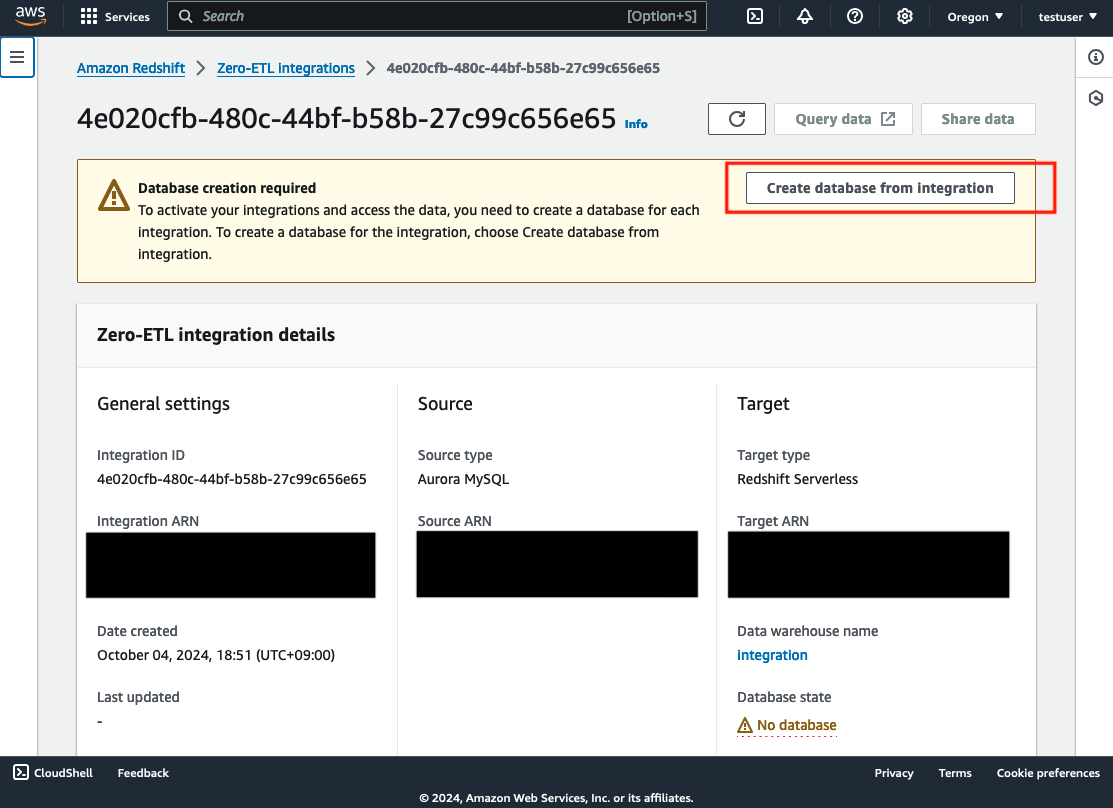 aws
Services
Search
[Option+S]
Oregon
testuser
Amazon Redshift
Zero-ETL integrations
4e020cfb-480c-44bf-b58b-27c99c656e65
4e020cfb-480c-44bf-b58b-27c99c656e65
Info
Query data
Share data
Database creation required
To activate your integrations and access the data, you need to create a database for each
integration. To create a database for the integration, choose Create database from
integration.
Create database from integration
Zero-ETL integration details
General settings
Integration ID
4e020cfb-480c-44bf-b58b-27c99c656e65
Integration ARN
Date created
October 04, 2024, 18:51 (UTC+09:00)
Last updated
-
Source
Source type
Aurora MySQL
Source ARN
Target
Target type
Redshift Serverless
Target ARN
Data warehouse name
integration
Database state
No database
CloudShell
Feedback
Privacy
Terms
Cookie preferences
© 2024, Amazon Web Services, Inc. or its affiliates.